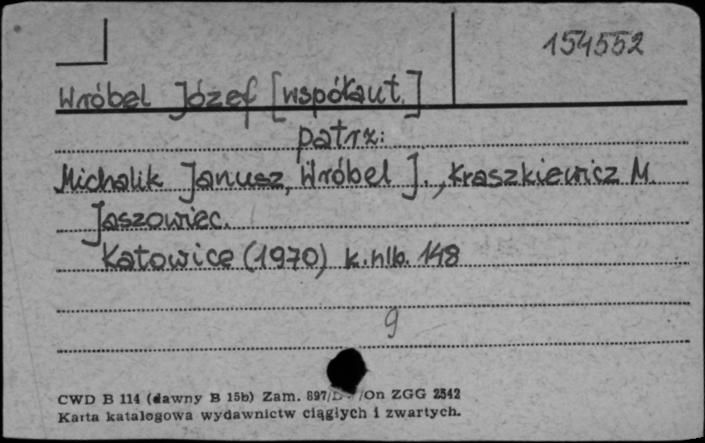 154552
Wróbel Józef [współaut.]
patrz:
Michalik Janusz, Wróbel J., Kraszkiewicz M.
Jaszowiec.
Katowice (1970) k.nlb. 148
9
CWD B 114 (dawny B 15b) Zam. 897/D /On ZGG 2542
Karta katalogowa wydawnictw ciągłych i zwartych.